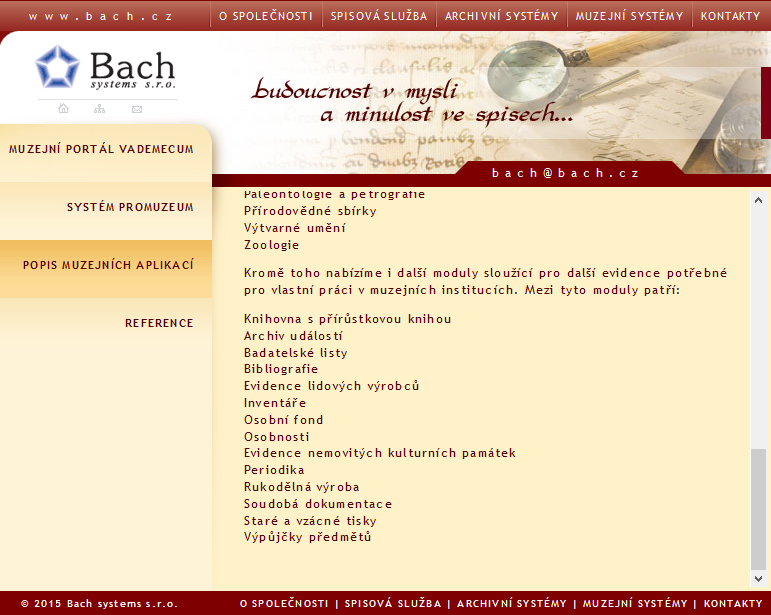 www.bach.cz
O SPOLEČNOSTI
SPISOVÁ SLUŽBA
ARCHIVNÍ SYSTÉMY
MUZEJNÍ SYSTÉMY
KONTAKTY
Bach
systems s.r.o.
budoucnost v mysli
a minulost ve spisech...
bach@bach.cz
MUZEJNÍ PORTÁL VADEMECUM
SYSTÉM PROMUZEUM
POPIS MUZEJNÍCH APLIKACÍ
REFERENCE
Paleontologie a petrografie
Přírodovědné sbírky
Výtvarné umění
Zoologie
Kromě toho nabízíme i další moduly sloužící pro další evidence potřebné
pro vlastní práci v muzejních institucích. Mezi tyto moduly patří:
Knihovna s přírůstkovou knihou
Archiv událostí
Badatelské listy
Bibliografie
Evidence lidových výrobců
Inventáře
Osobní fond
Osobnosti
Evidence nemovitých kulturních památek
Periodika
Rukodělná výroba
Soudobá dokumentace
Staré a vzácné tisky
Výpůjčky předmětů
© 2015 Bach systems s.r.o.
O SPOLEČNOSTI | SPISOVÁ SLUŽBA | ARCHIVNÍ SYSTÉMY | MUZEJNÍ SYSTÉMY | KONTAKTY